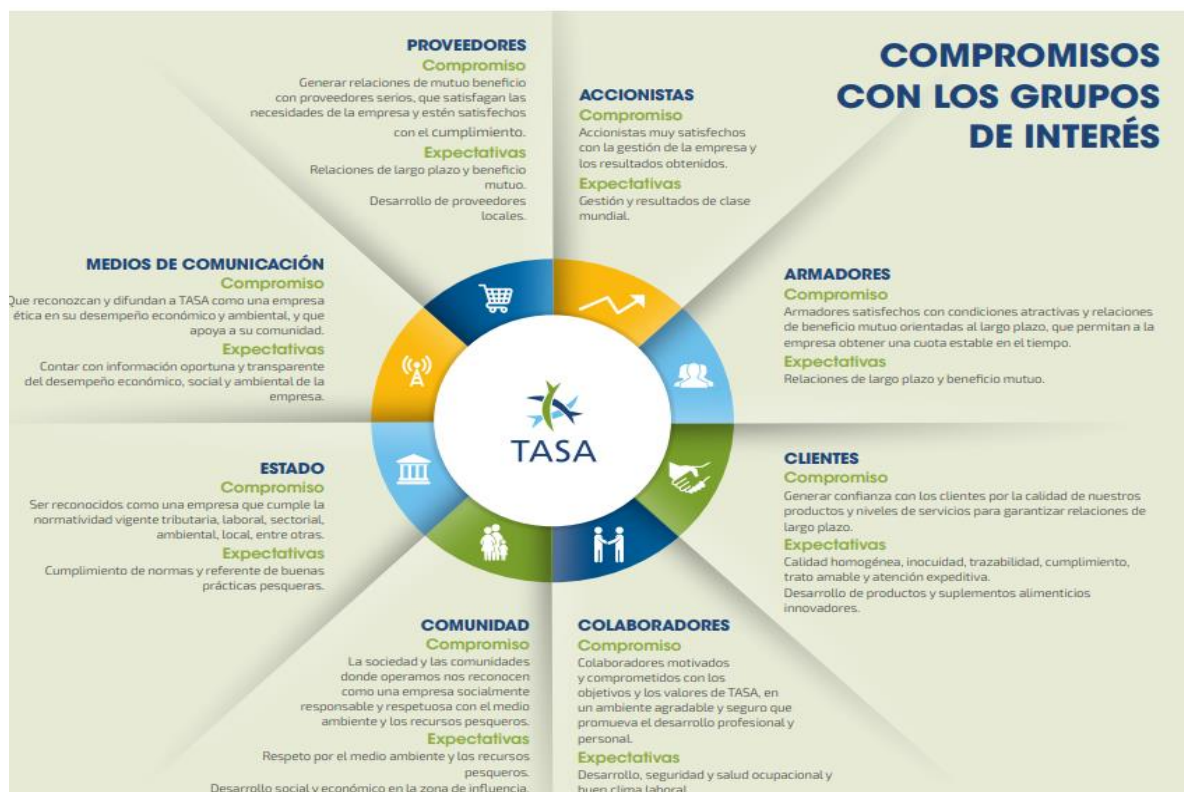 COMPROMISOS
CON LOS GRUPOS
DE INTERÉS
PROVEEDORES
Compromiso
Generar relaciones de mutuo beneficio
con proveedores serios, que satisfagan las
necesidades de la empresa y estén satisfechos
con el cumplimiento.
Expectativas
Relaciones de largo plazo y beneficio
mutuo.
Desarrollo de proveedores
locales.
ACCIONISTAS
Compromiso
Accionistas muy satisfechos
con la gestión de la empresa y
los resultados obtenidos.
Expectativas
Gestión y resultados de clase
mundial.
MEDIOS DE COMUNICACIÓN
Compromiso
Que reconozcan y difundan a TASA como una empresa
ética en su desempeño económico y ambiental, y que
apoya a su comunidad.
Expectativas
Contar con información oportuna y transparente
del desempeño económico, social y ambiental de la
empresa.
ARMADORES
Compromiso
Armadores satisfechos con condiciones atractivas y relaciones
de beneficio mutuo orientadas al largo plazo, que permitan a la
empresa obtener una cuota estable en el tiempo.
Expectativas
Relaciones de largo plazo y beneficio mutuo.
TASA
ESTADO
Compromiso
Ser reconocidos como una empresa que cumple la
normatividad vigente tributaria, laboral, sectorial,
ambiental, local, entre otras.
Expectativas
Cumplimiento de normas y referente de buenas
prácticas pesqueras.
CLIENTES
Compromiso
Generar confianza con los clientes por la calidad de nuestros
productos y niveles de servicios para garantizar relaciones de
largo plazo.
Expectativas
Calidad homogénea, inocuidad, trazabilidad, cumplimiento,
trato amable y atención expeditiva.
Desarrollo de productos y suplementos alimenticios
innovadores.
COMUNIDAD
Compromiso
La sociedad y las comunidades
donde operamos nos reconocen
como una empresa socialmente
responsable y respetuosa con el medio
ambiente y los recursos pesqueros.
Expectativas
Respeto por el medio ambiente y los recursos
pesqueros.
Desarrollo social y económico en la zona de influencia.
COLABORADORES
Compromiso
Colaboradores motivados
y comprometidos con los
objetivos y los valores de TASA, en
un ambiente agradable y seguro que
promueva el desarrollo profesional y
personal.
Expectativas
Desarrollo, seguridad y salud ocupacional y
buen clima laboral.